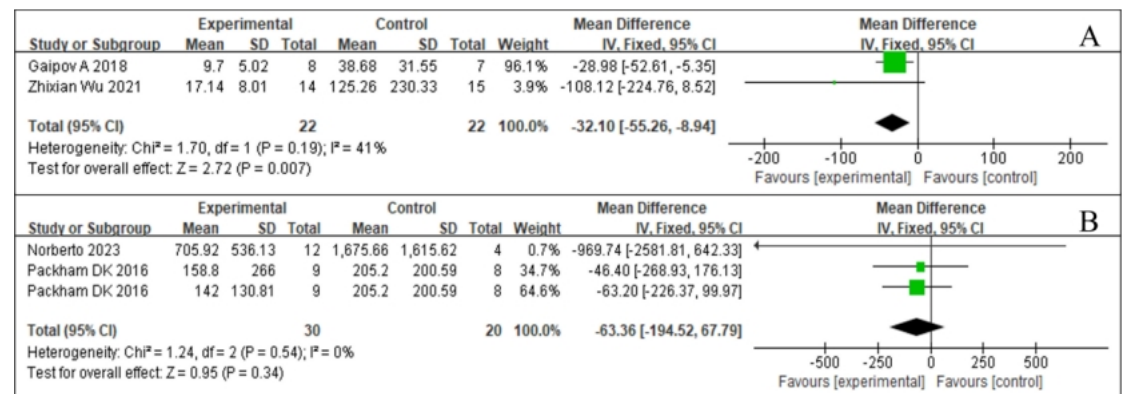 Experimental Control Mean Difference Mean Difference A
Study or Subgroup Mean SD Total Mean SD Total Weight IV, Fixed, 95% CI IV, Fixed, 95% CI
Gaipov A 2018 9.7 5.02 8 38.68 31.55 7 96.1% -28.98 [-52.61, -5.35]
Zhixian Wu 2021 17.14 8.01 14 125.26 230.33 15 3.9% -108.12 [-224.76, 8.52]
Total (95% CI) 22 22 100.0% -32.10 [-55.26, -8.94]
Heterogeneity: Chi² = 1.70, df = 1 (P = 0.19); I² = 41%
Test for overall effect: Z = 2.72 (P = 0.007)
-200 -100 0 100 200
Favours [experimental] Favours [control]
Experimental Control Mean Difference Mean Difference B
Study or Subgroup Mean SD Total Mean SD Total Weight IV, Fixed, 95% CI IV, Fixed, 95% CI
Norberto 2023 705.92 536.13 12 1,675.66 1,615.62 4 0.7% -969.74 [-2581.81, 642.33]
Packham DK 2016 158.8 266 9 205.2 200.59 8 34.7% -46.40 [-268.93, 176.13]
Packham DK 2016 142 130.81 9 205.2 200.59 8 64.6% -63.20 [-226.37, 99.97]
Total (95% CI) 30 20 100.0% -63.36 [-194.52, 67.79]
Heterogeneity: Chi² = 1.24, df = 2 (P = 0.54); I² = 0%
Test for overall effect: Z = 0.95 (P = 0.34)
-500 -250 0 250 500
Favours [experimental] Favours [control]